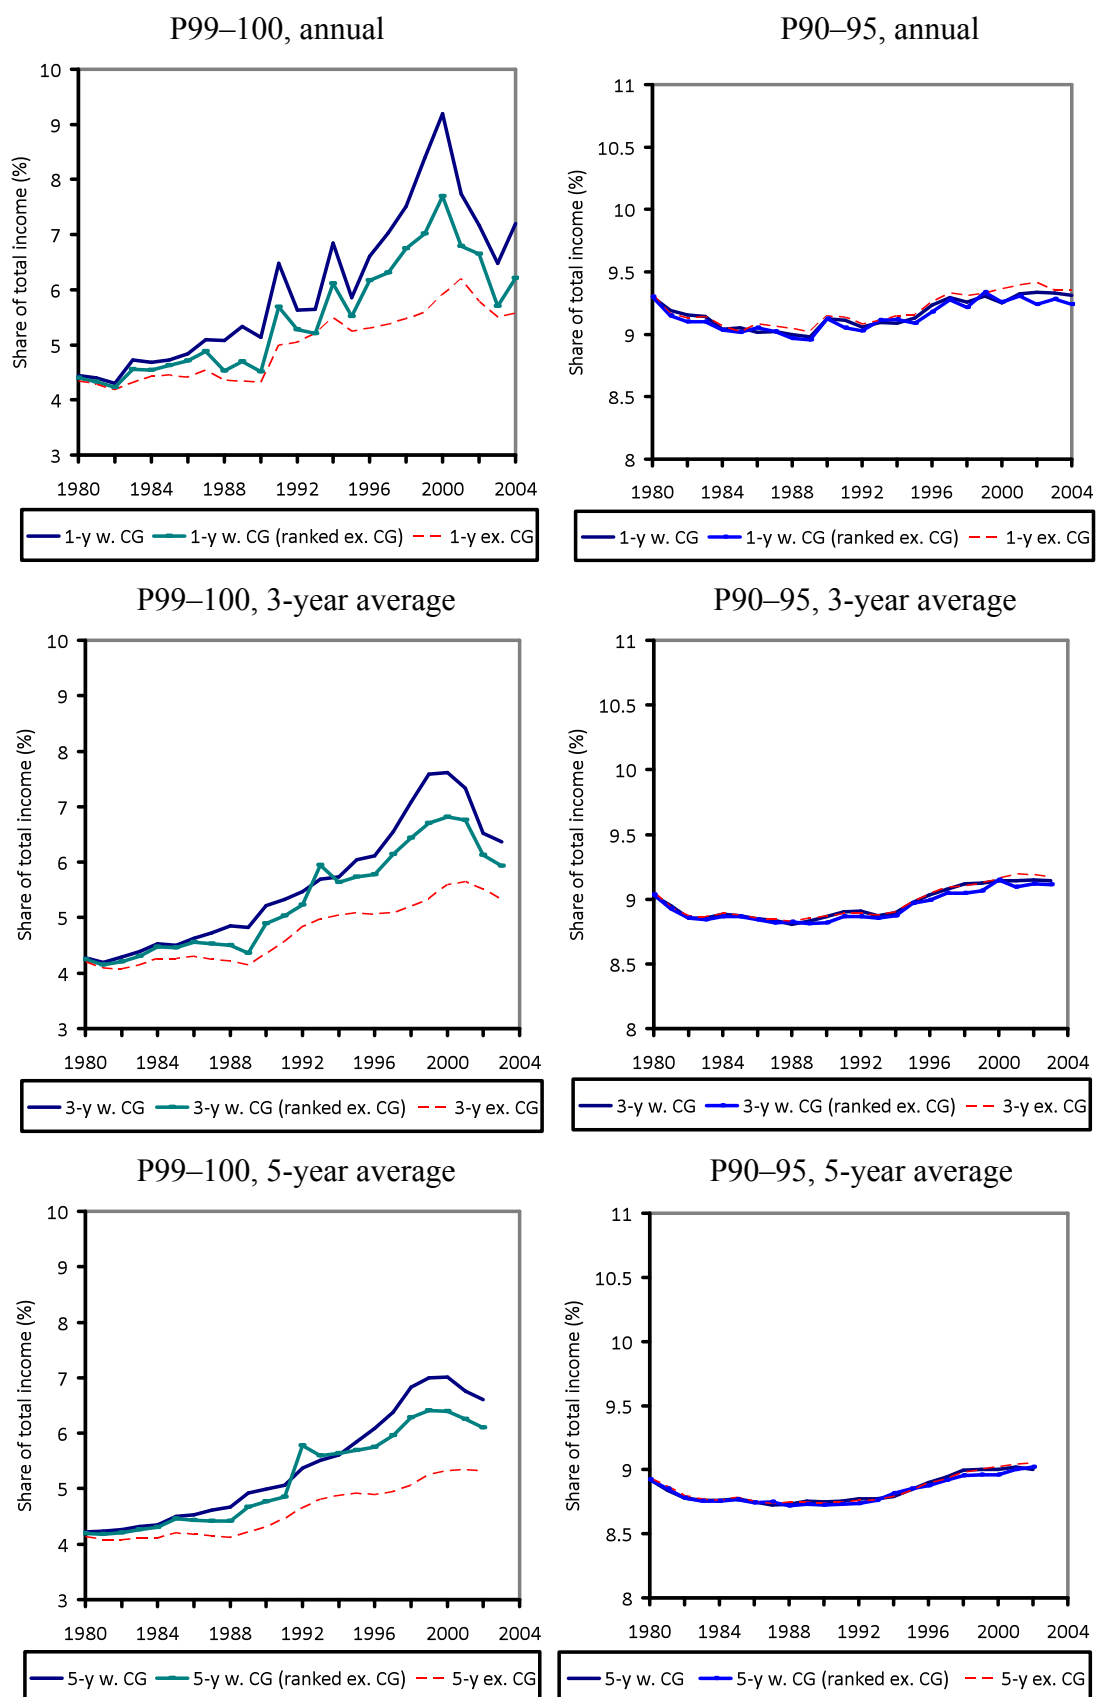 P99–100, annual
10
9
8
7
6
5
4
3
Share of total income (%)
1980 1984 1988 1992 1996 2000 2004
1-y w. CG 1-y w. CG (ranked ex. CG) 1-y ex. CG
P90–95, annual
11
10.5
10
9.5
9
8.5
8
Share of total income (%)
1980 1984 1988 1992 1996 2000 2004
1-y w. CG 1-y w. CG (ranked ex. CG) 1-y ex. CG
P99–100, 3-year average
10
9
8
7
6
5
4
3
Share of total income (%)
1980 1984 1988 1992 1996 2000 2004
3-y w. CG 3-y w. CG (ranked ex. CG) 3-y ex. CG
P90–95, 3-year average
11
10.5
10
9.5
9
8.5
8
Share of total income (%)
1980 1984 1988 1992 1996 2000 2004
3-y w. CG 3-y w. CG (ranked ex. CG) 3-y ex. CG
P99–100, 5-year average
10
9
8
7
6
5
4
3
Share of total income (%)
1980 1984 1988 1992 1996 2000 2004
5-y w. CG 5-y w. CG (ranked ex. CG) 5-y ex. CG
P90–95, 5-year average
11
10.5
10
9.5
9
8.5
8
Share of total income (%)
1980 1984 1988 1992 1996 2000 2004
5-y w. CG 5-y w. CG (ranked ex. CG) 5-y ex. CG